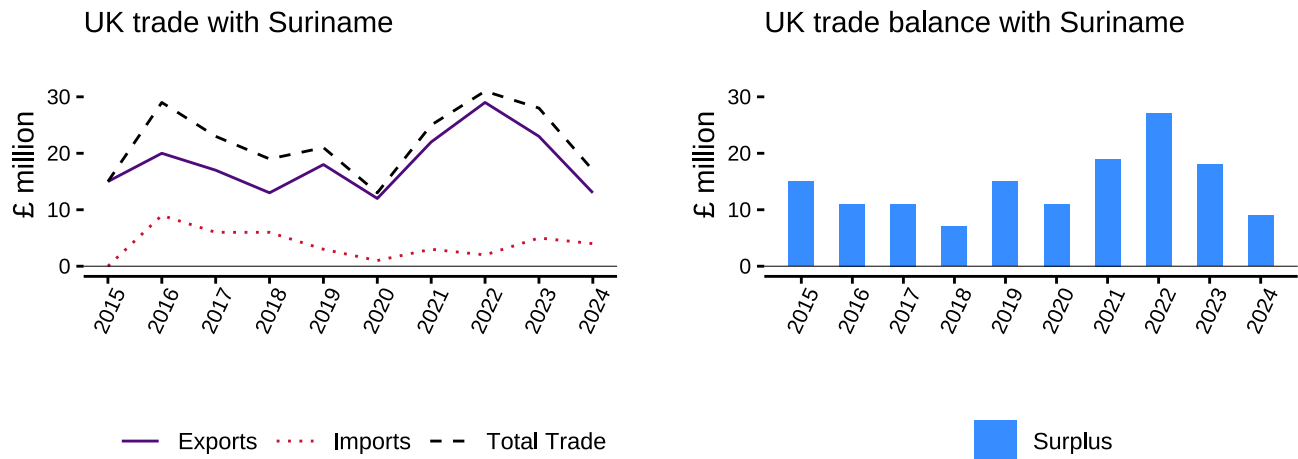 UK trade with Suriname
£ million
30
20
10
0
2015 2016 2017 2018 2019 2020 2021 2022 2023 2024
Exports Imports Total Trade
UK trade balance with Suriname
£ million
30
20
10
0
2015 2016 2017 2018 2019 2020 2021 2022 2023 2024
Surplus